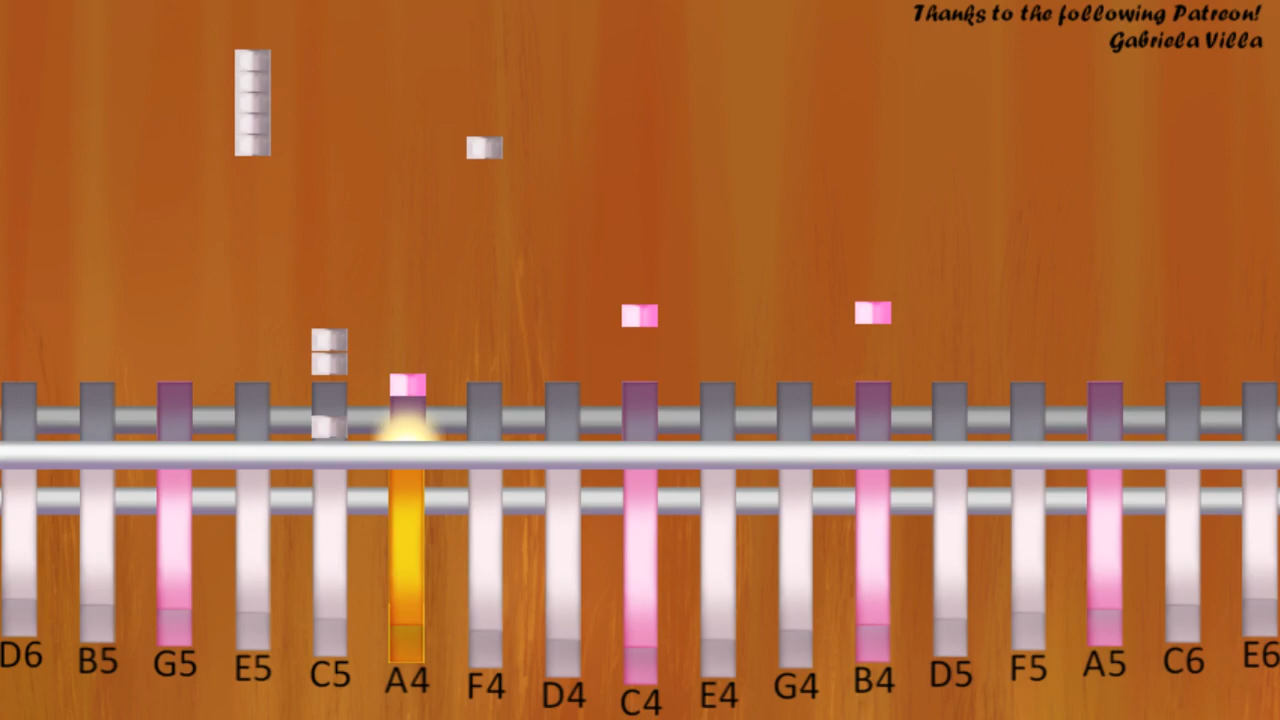 Thanks to the following Patreon!
Gabriela Villa
D6 B5 G5 E5 C5 A4 F4 D4 C4 E4 G4 B4 D5 F5 A5 C6 E6